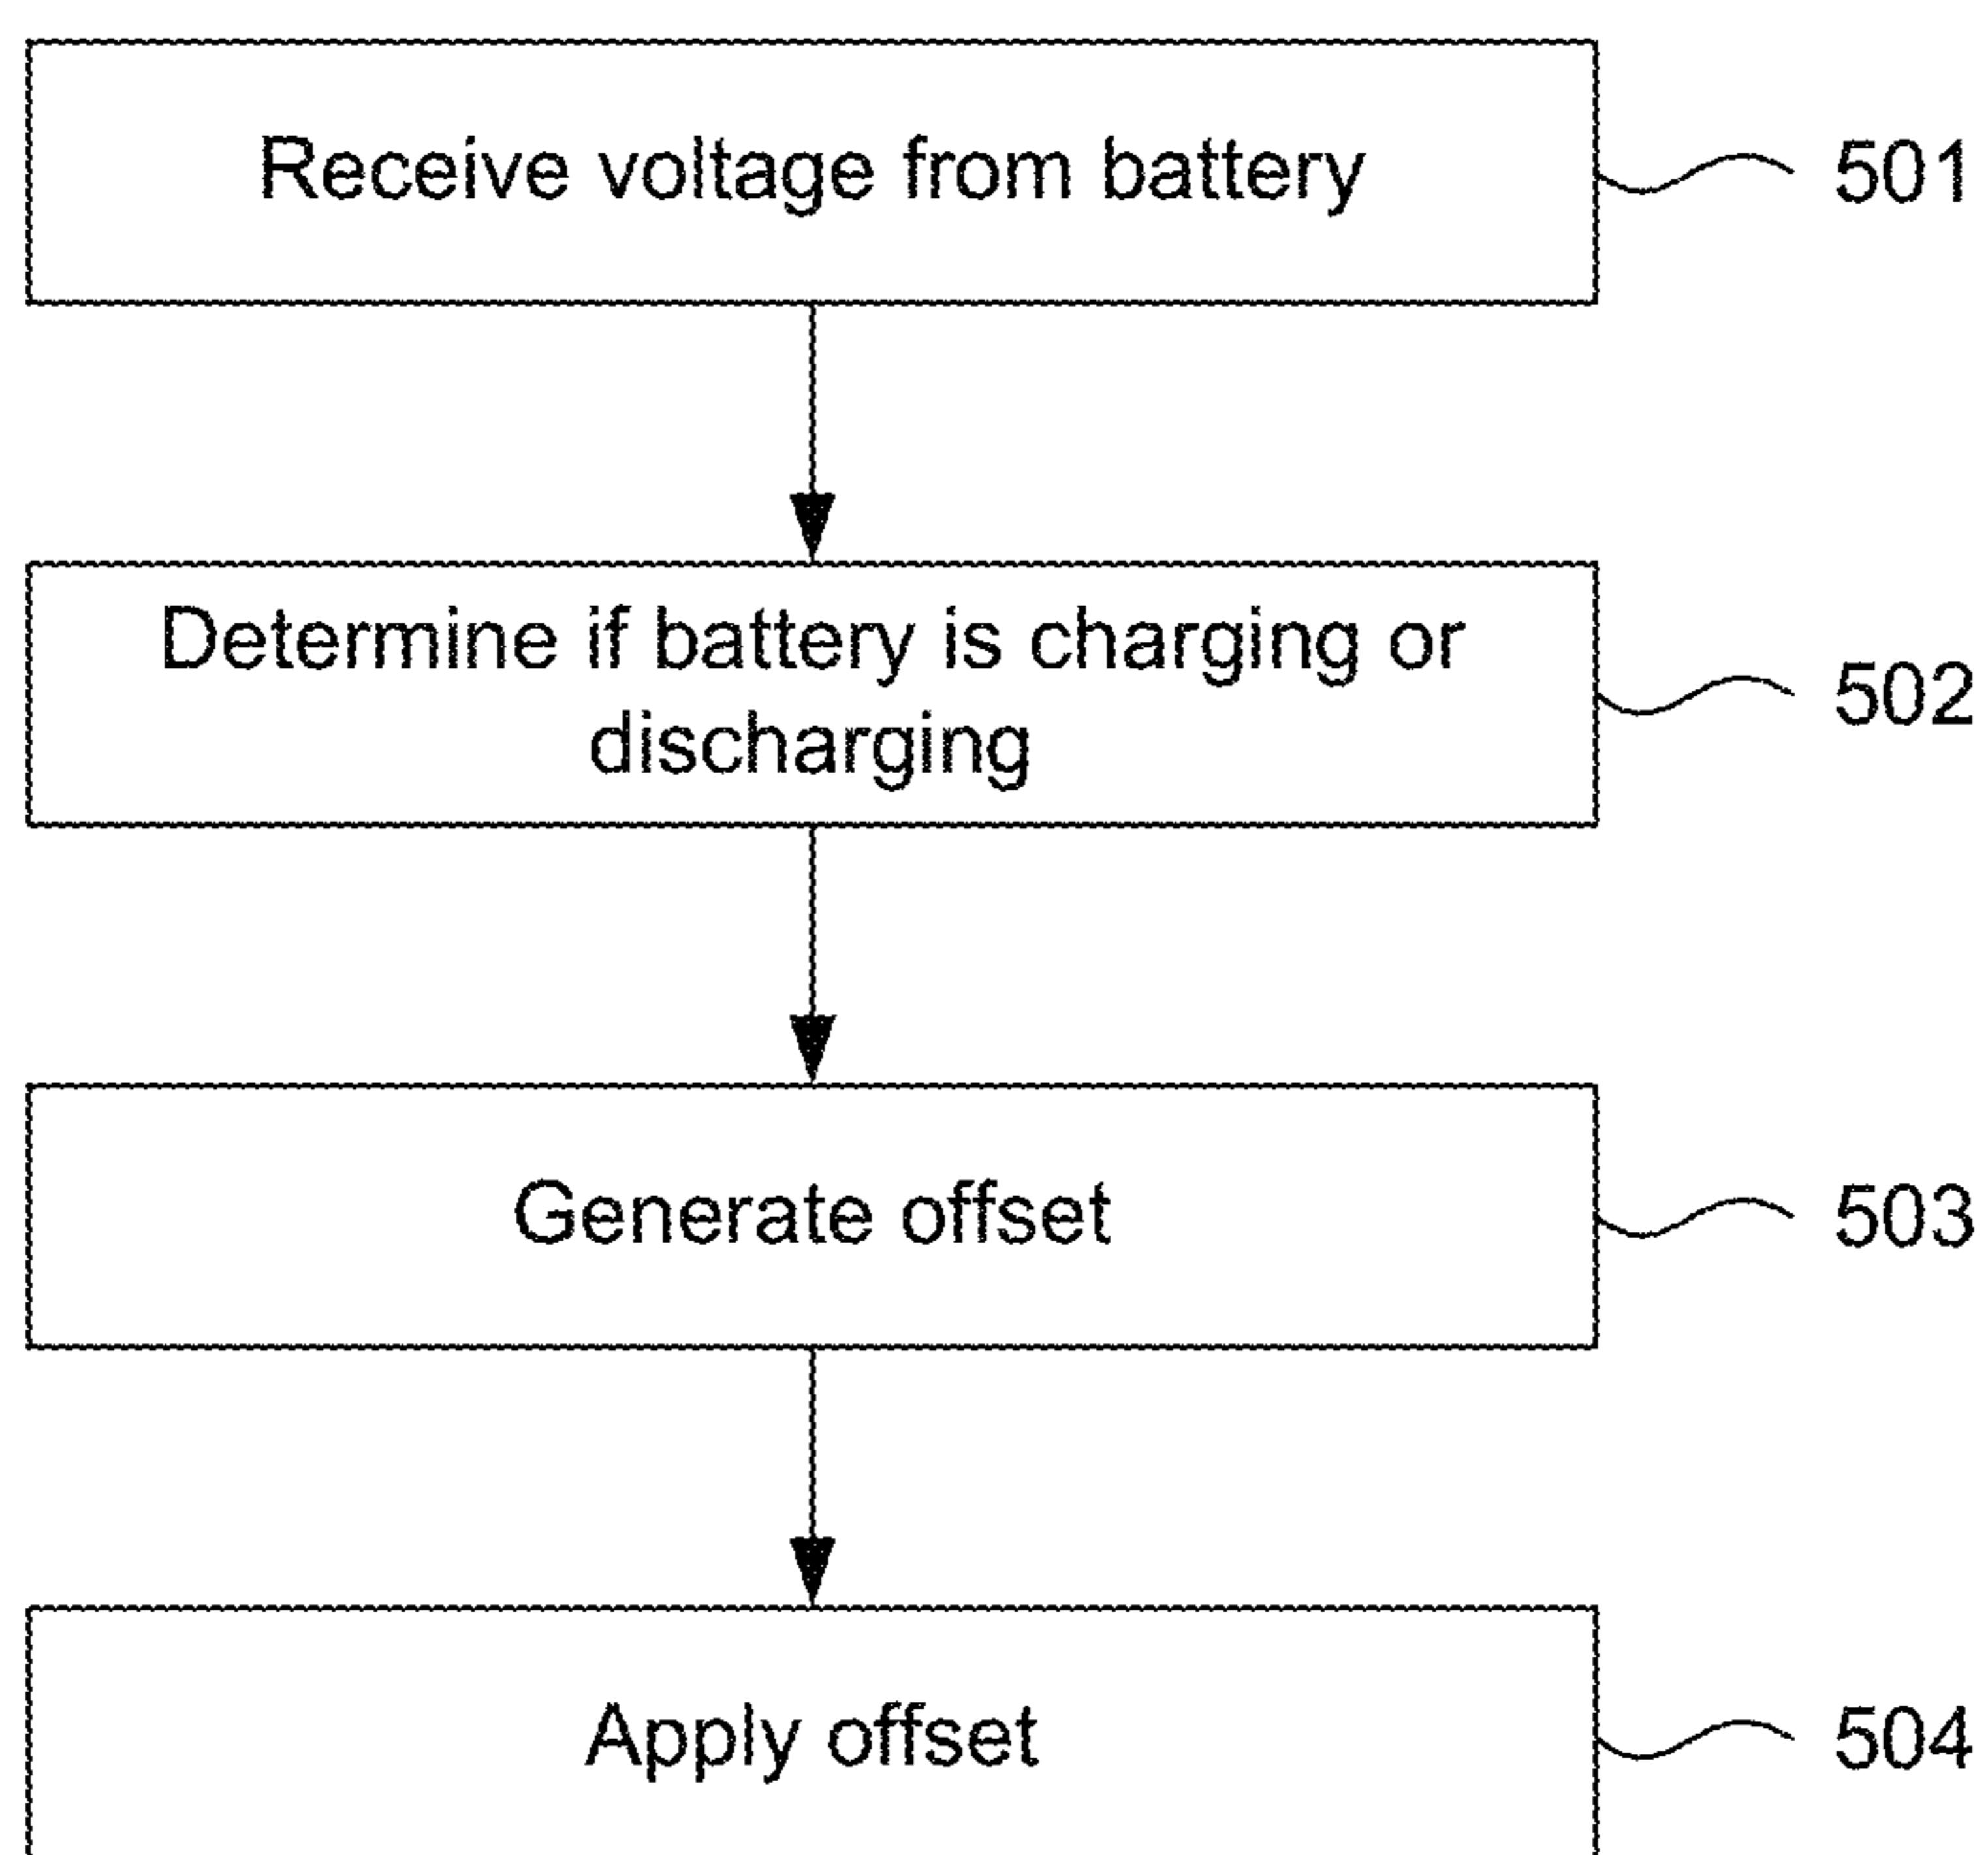 Receive voltage from battery
501
Determine if battery is charging or
discharging
502
Generate offset
503
Apply offset
504